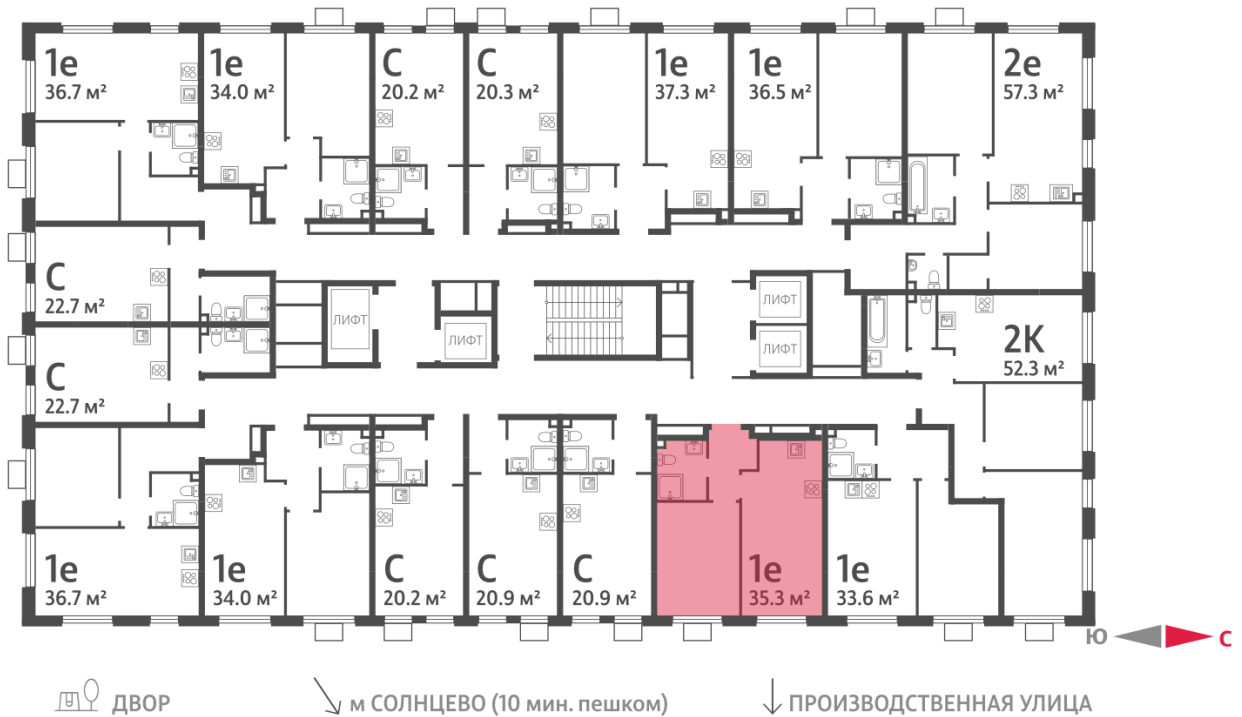 1е
36.7 м²
1е
34.0 м²
С
20.2 м²
С
20.3 м²
1е
37.3 м²
1е
36.5 м²
2е
57.3 м²
С
22.7 м²
ЛИФТ
ЛИФТ
ЛИФТ
ЛИФТ
2К
52.3 м²
С
22.7 м²
1е
36.7 м²
1е
34.0 м²
С
20.2 м²
С
20.9 м²
С
20.9 м²
1е
35.3 м²
1е
33.6 м²
Ю С
ДВОР
м СОЛНЦЕВО (10 мин. пешком)
ПРОИЗВОДСТВЕННАЯ УЛИЦА